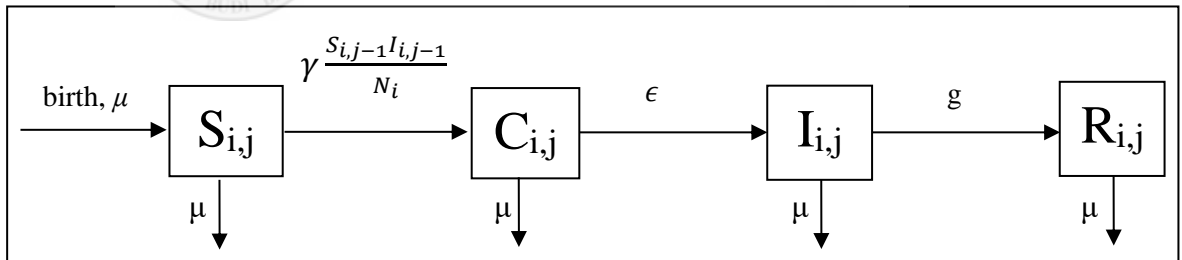 γ S_{i,j−1} I_{i,j−1} / N_i
birth, μ ϵ g
S_{i,j} C_{i,j} I_{i,j} R_{i,j}
μ μ μ μ